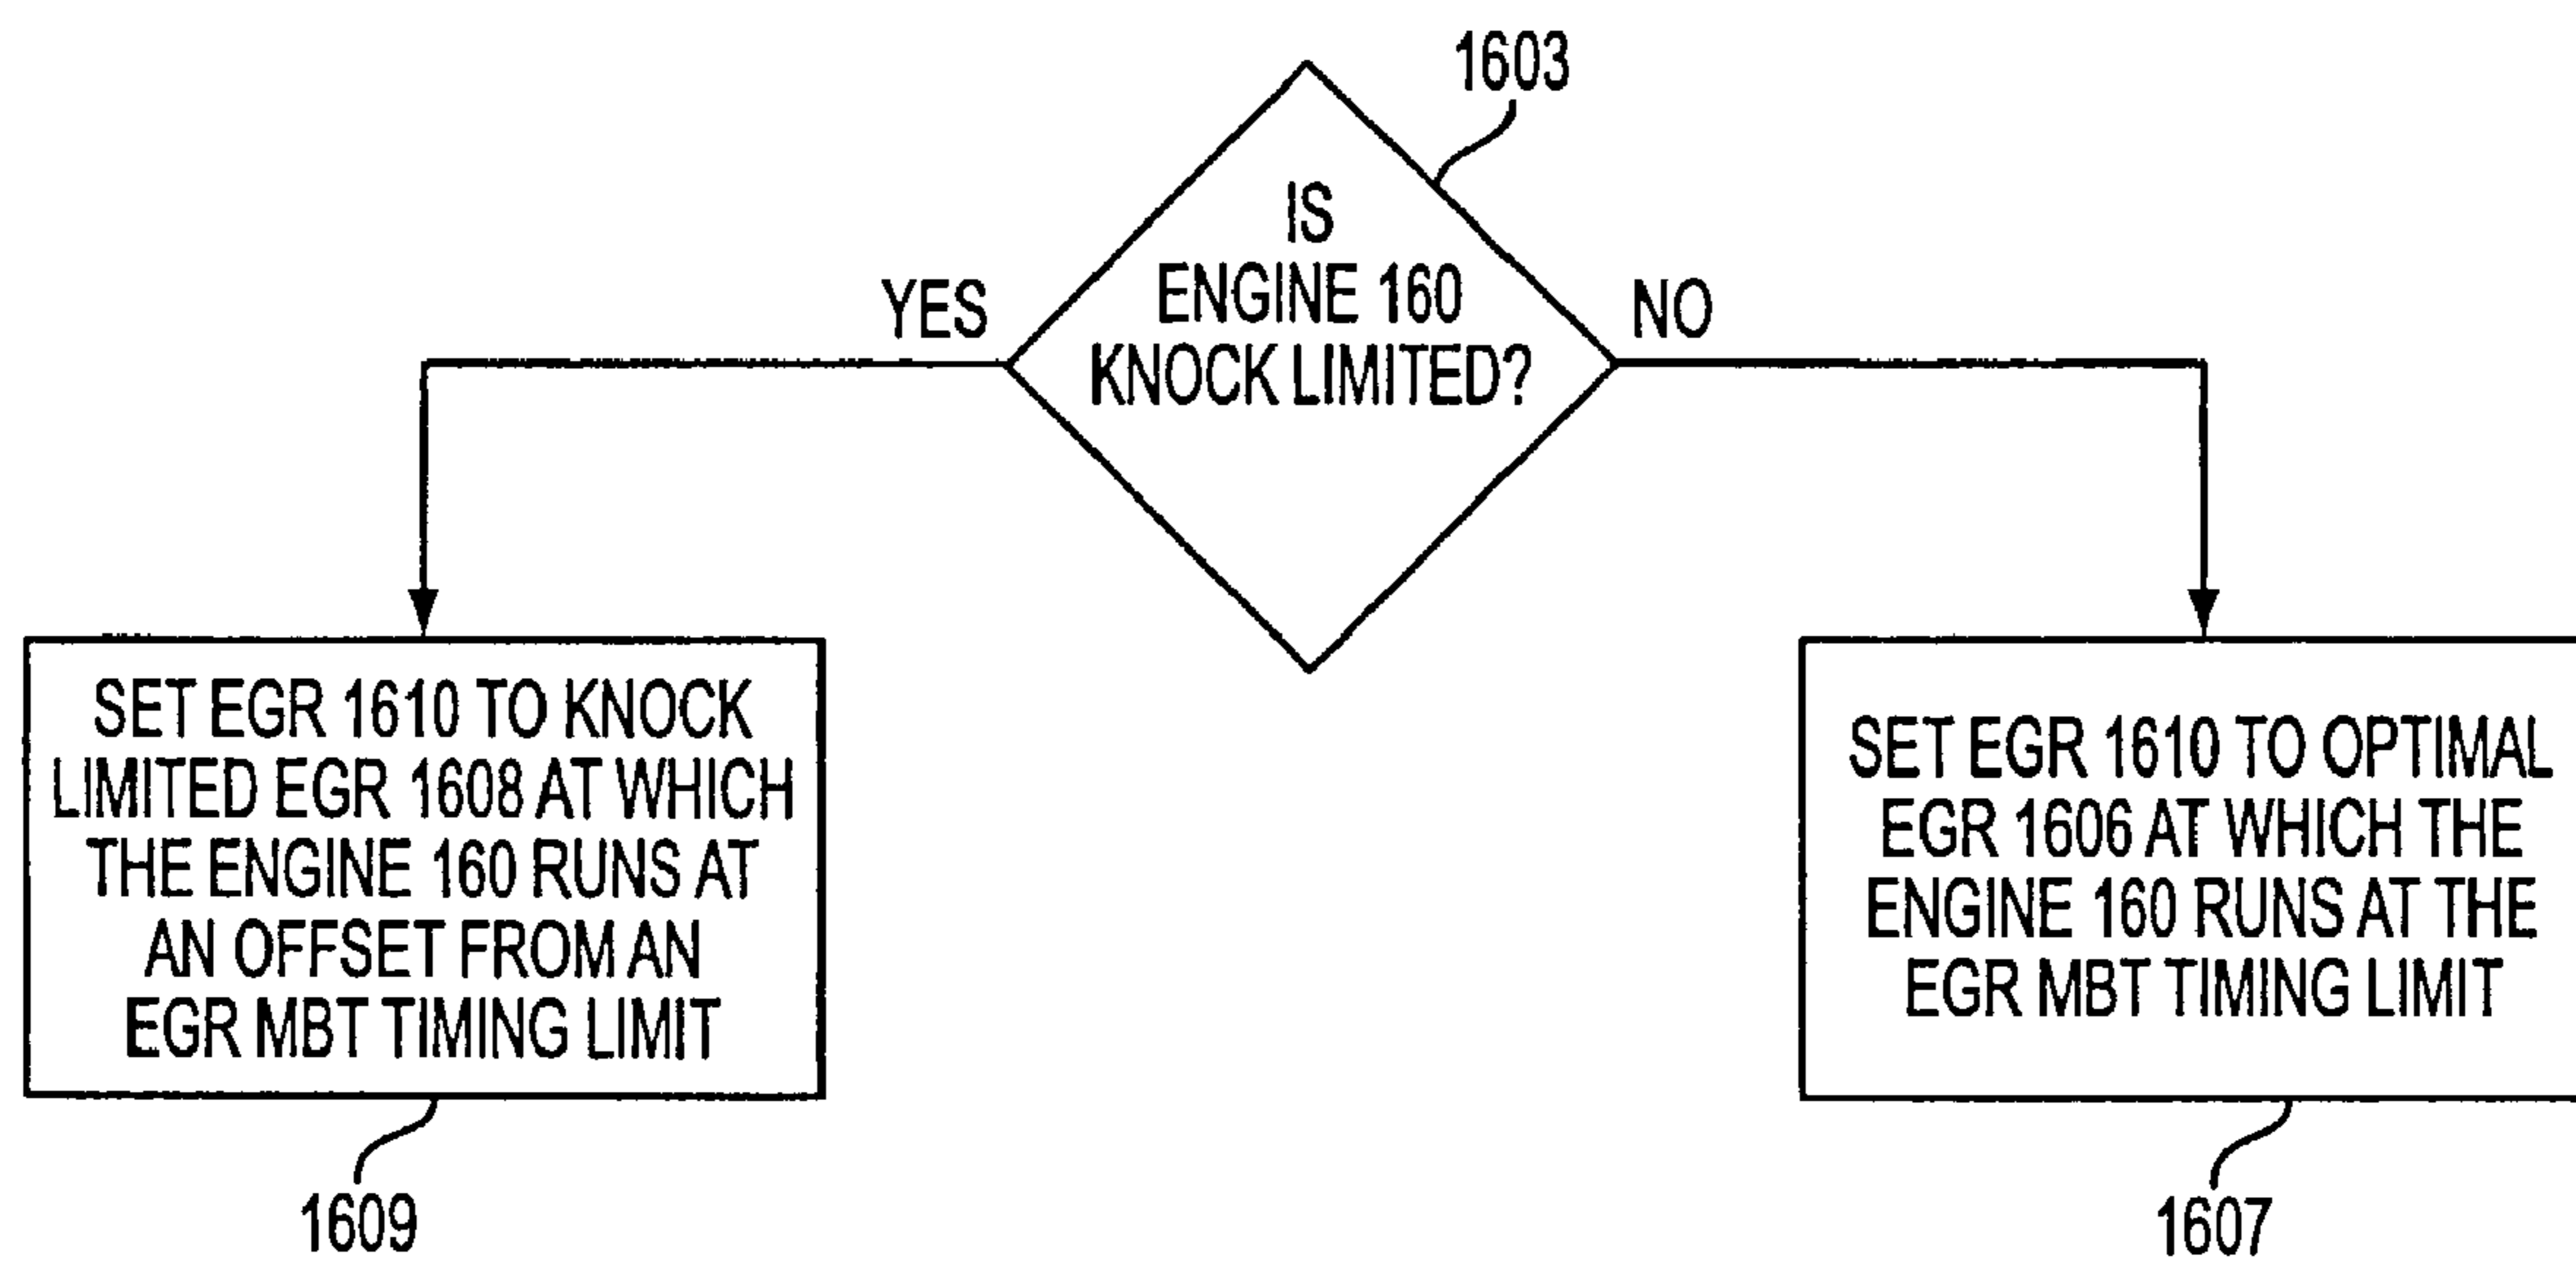 1603
IS
ENGINE 160
KNOCK LIMITED?
YES
NO
SET EGR 1610 TO KNOCK
LIMITED EGR 1608 AT WHICH
THE ENGINE 160 RUNS AT
AN OFFSET FROM AN
EGR MBT TIMING LIMIT
1609
SET EGR 1610 TO OPTIMAL
EGR 1606 AT WHICH THE
ENGINE 160 RUNS AT THE
EGR MBT TIMING LIMIT
1607